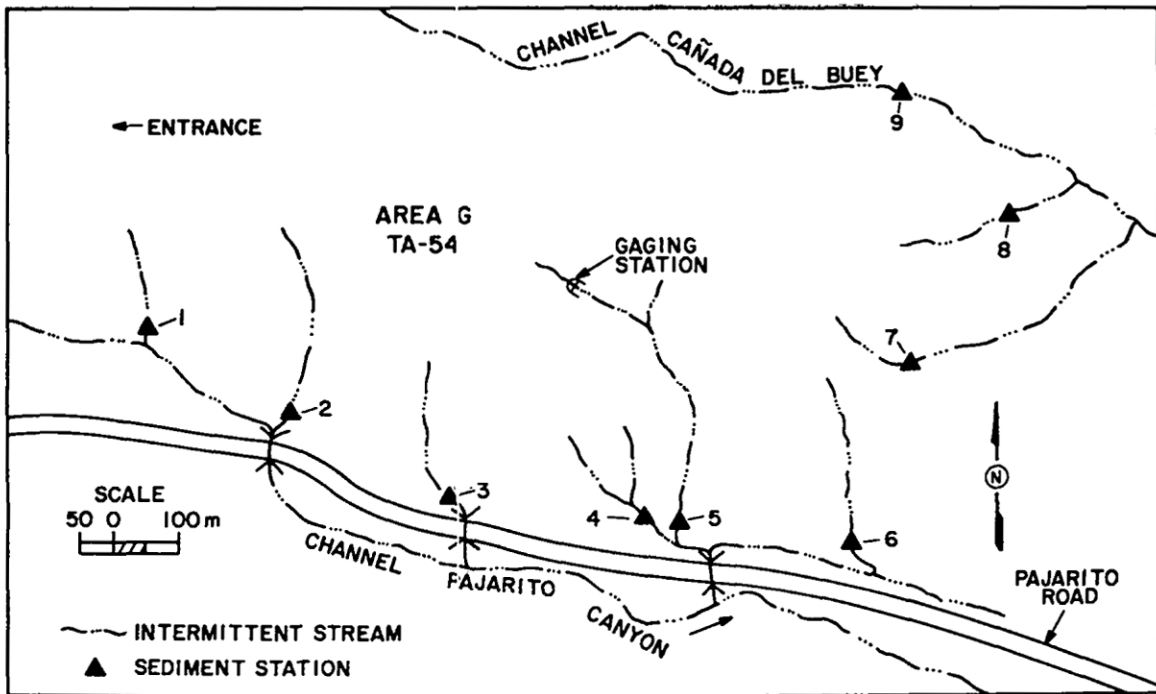 CHANNEL CAÑADA DEL BUEY
9
← ENTRANCE
AREA G
TA-54
8
GAGING
STATION
1
7
2
N
SCALE
50 0 100 m
3
4
5
6
CHANNEL PAJARITO CANYON
PAJARITO
ROAD
INTERMITTENT STREAM
SEDIMENT STATION